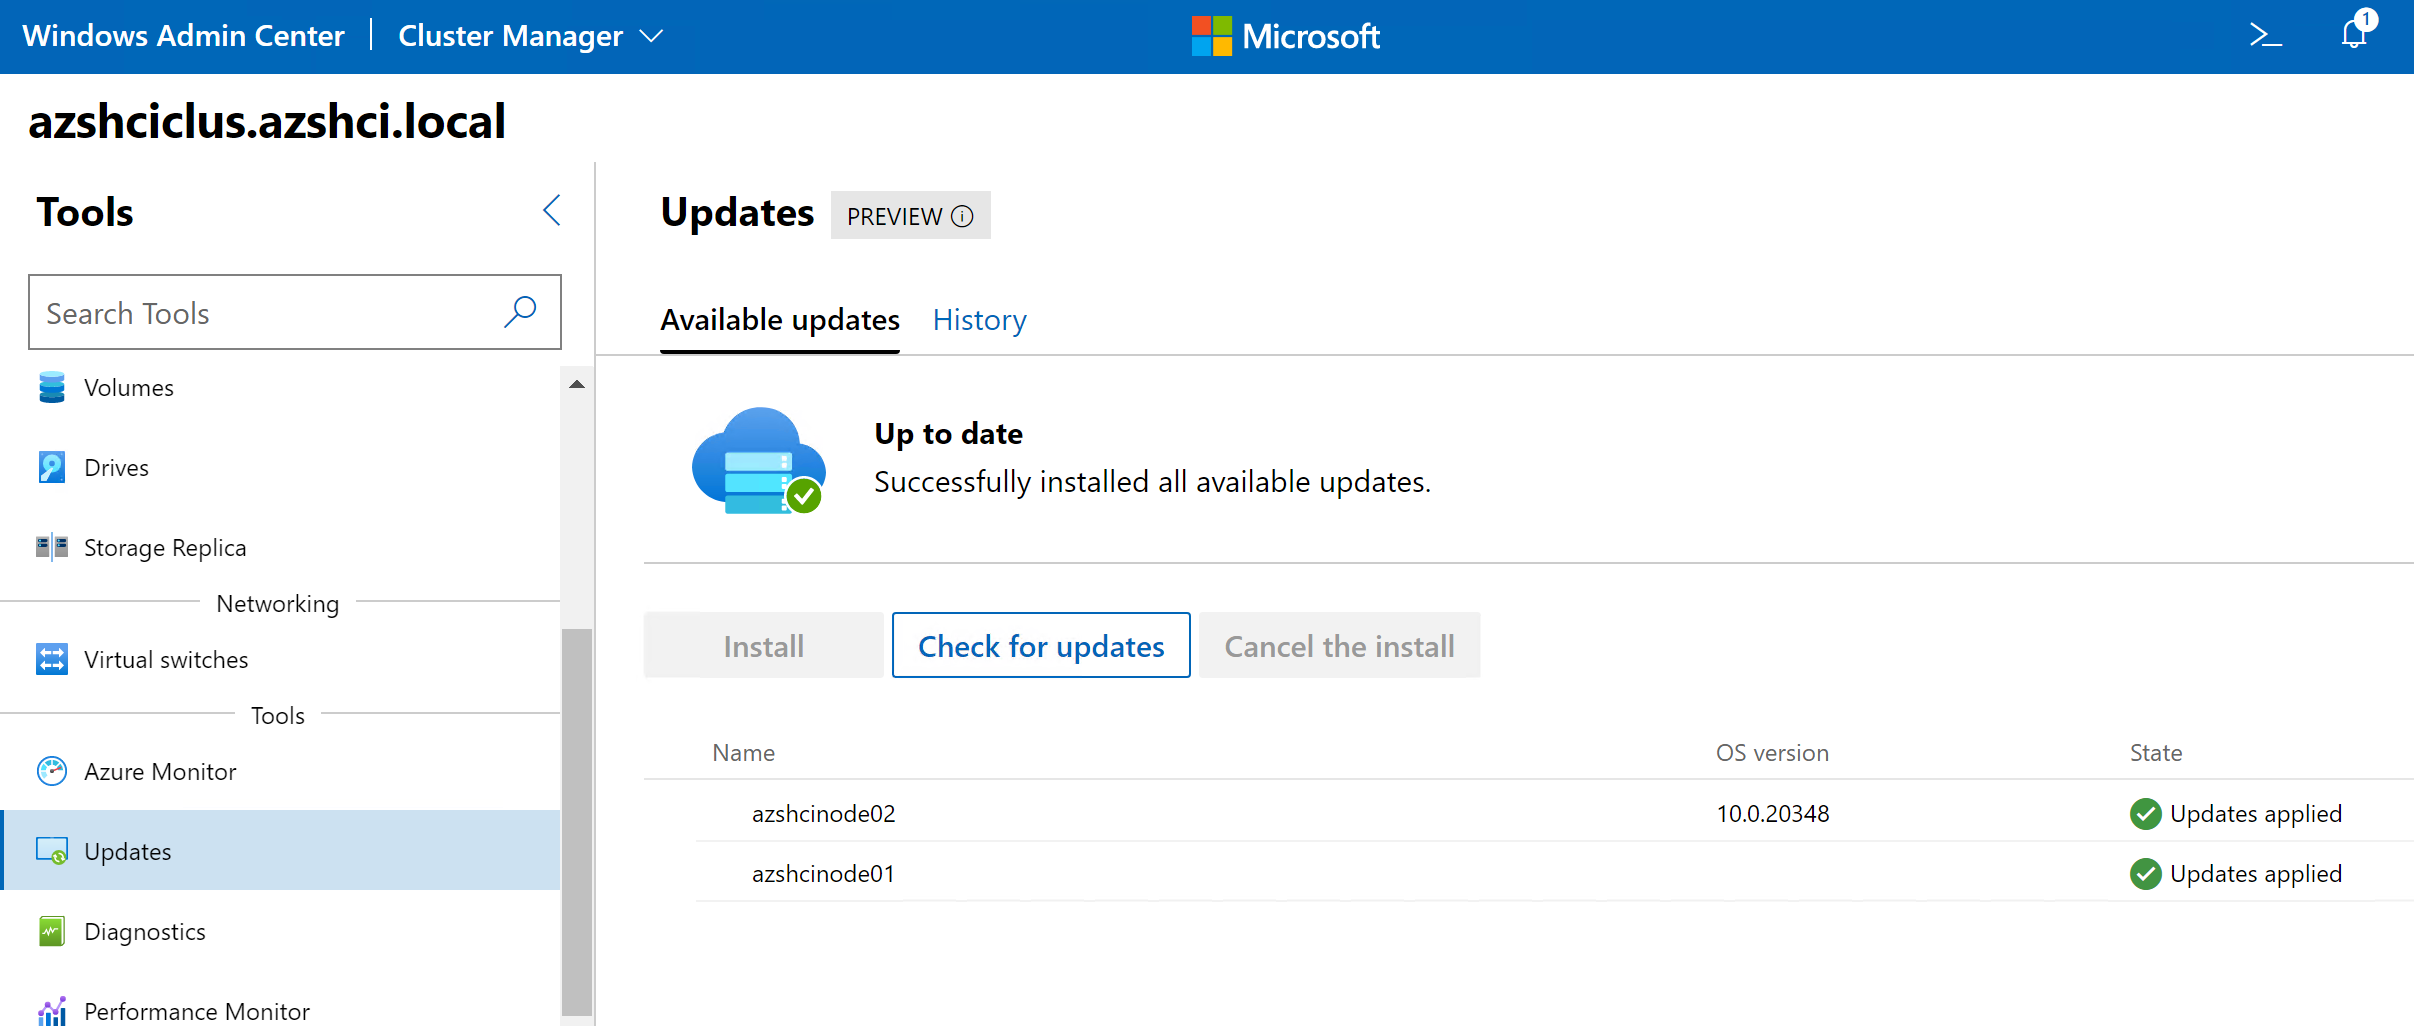 Windows Admin Center
Cluster Manager
Microsoft
1
azshciclus.azshci.local
Tools
Search Tools
Volumes
Drives
Storage Replica
Networking
Virtual switches
Tools
Azure Monitor
Updates
Diagnostics
Performance Monitor
Updates
PREVIEW
Available updates
History
Up to date
Successfully installed all available updates.
Install
Check for updates
Cancel the install
Name OS version State
azshcinode02 10.0.20348 Updates applied
azshcinode01 Updates applied